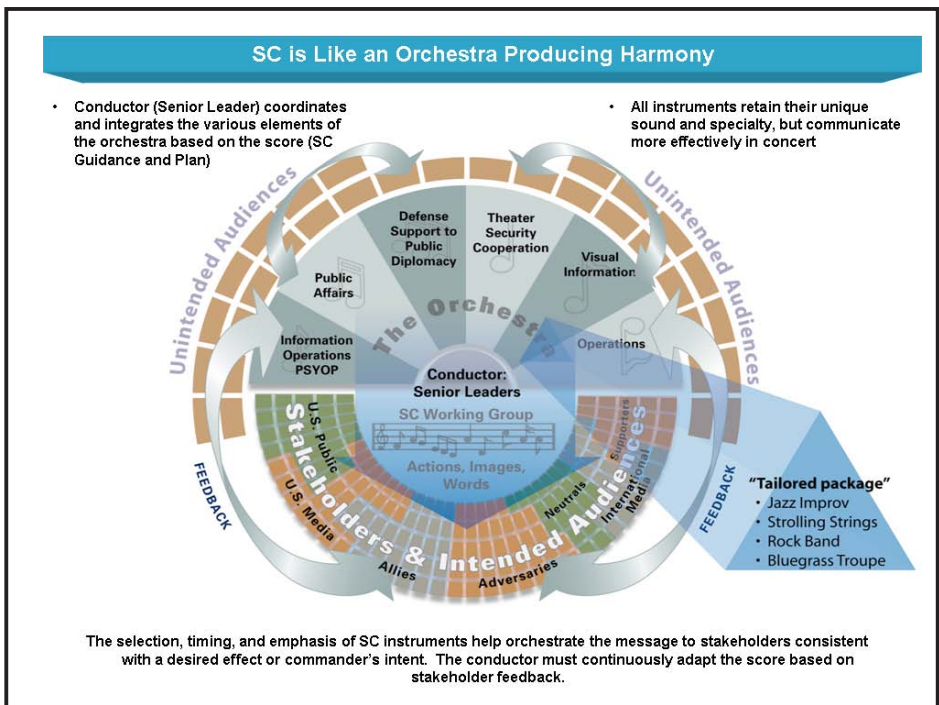 SC is Like an Orchestra Producing Harmony
• Conductor (Senior Leader) coordinates
and integrates the various elements of
the orchestra based on the score (SC
Guidance and Plan)
• All instruments retain their unique
sound and specialty, but communicate
more effectively in concert
Unintended Audiences
Unintended Audiences
Defense
Support to
Public
Diplomacy
Theater
Security
Cooperation
Public
Affairs
Visual
Information
Information
Operations
PSYOP
Operations
The Orchestra
Conductor:
Senior Leaders
SC Working Group
Actions, Images,
Words
Stakeholders & Intended Audiences
U.S. Public
U.S. Media
Allies
Adversaries
Neutrals
International
Media
Supporters
FEEDBACK
FEEDBACK
“Tailored package”
• Jazz Improv
• Strolling Strings
• Rock Band
• Bluegrass Troupe
The selection, timing, and emphasis of SC instruments help orchestrate the message to stakeholders consistent
with a desired effect or commander’s intent. The conductor must continuously adapt the score based on
stakeholder feedback.